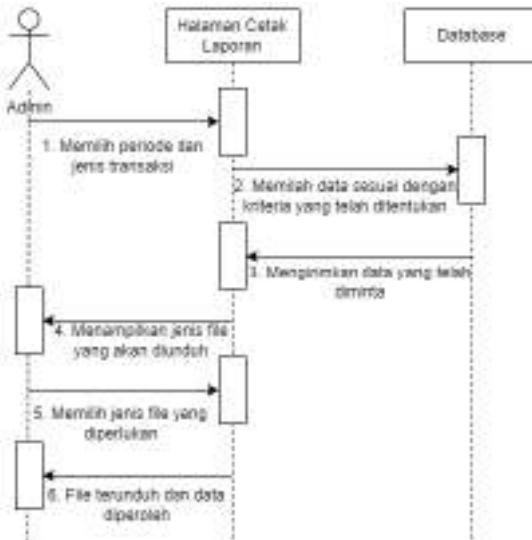 Halaman Cetak
Laporan
Database
Admin
1. Memilih periode dan
jenis transaksi
2. Memilah data sesuai dengan
kriteria yang telah ditentukan
3. Mengirimkan data yang telah
diminta
4. Menampilkan jenis file
yang akan diunduh
5. Memilih jenis file yang
diperlukan
6. File terunduh dan data
diperoleh